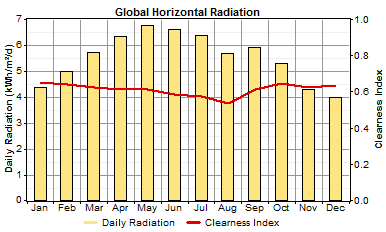 Global Horizontal Radiation
Daily Radiation (kWh/m²/d)
7
6
5
4
3
2
1
0
1.0
0.8
0.6
0.4
0.2
0.0
Clearness Index
Jan Feb Mar Apr May Jun Jul Aug Sep Oct Nov Dec
Daily Radiation Clearness Index